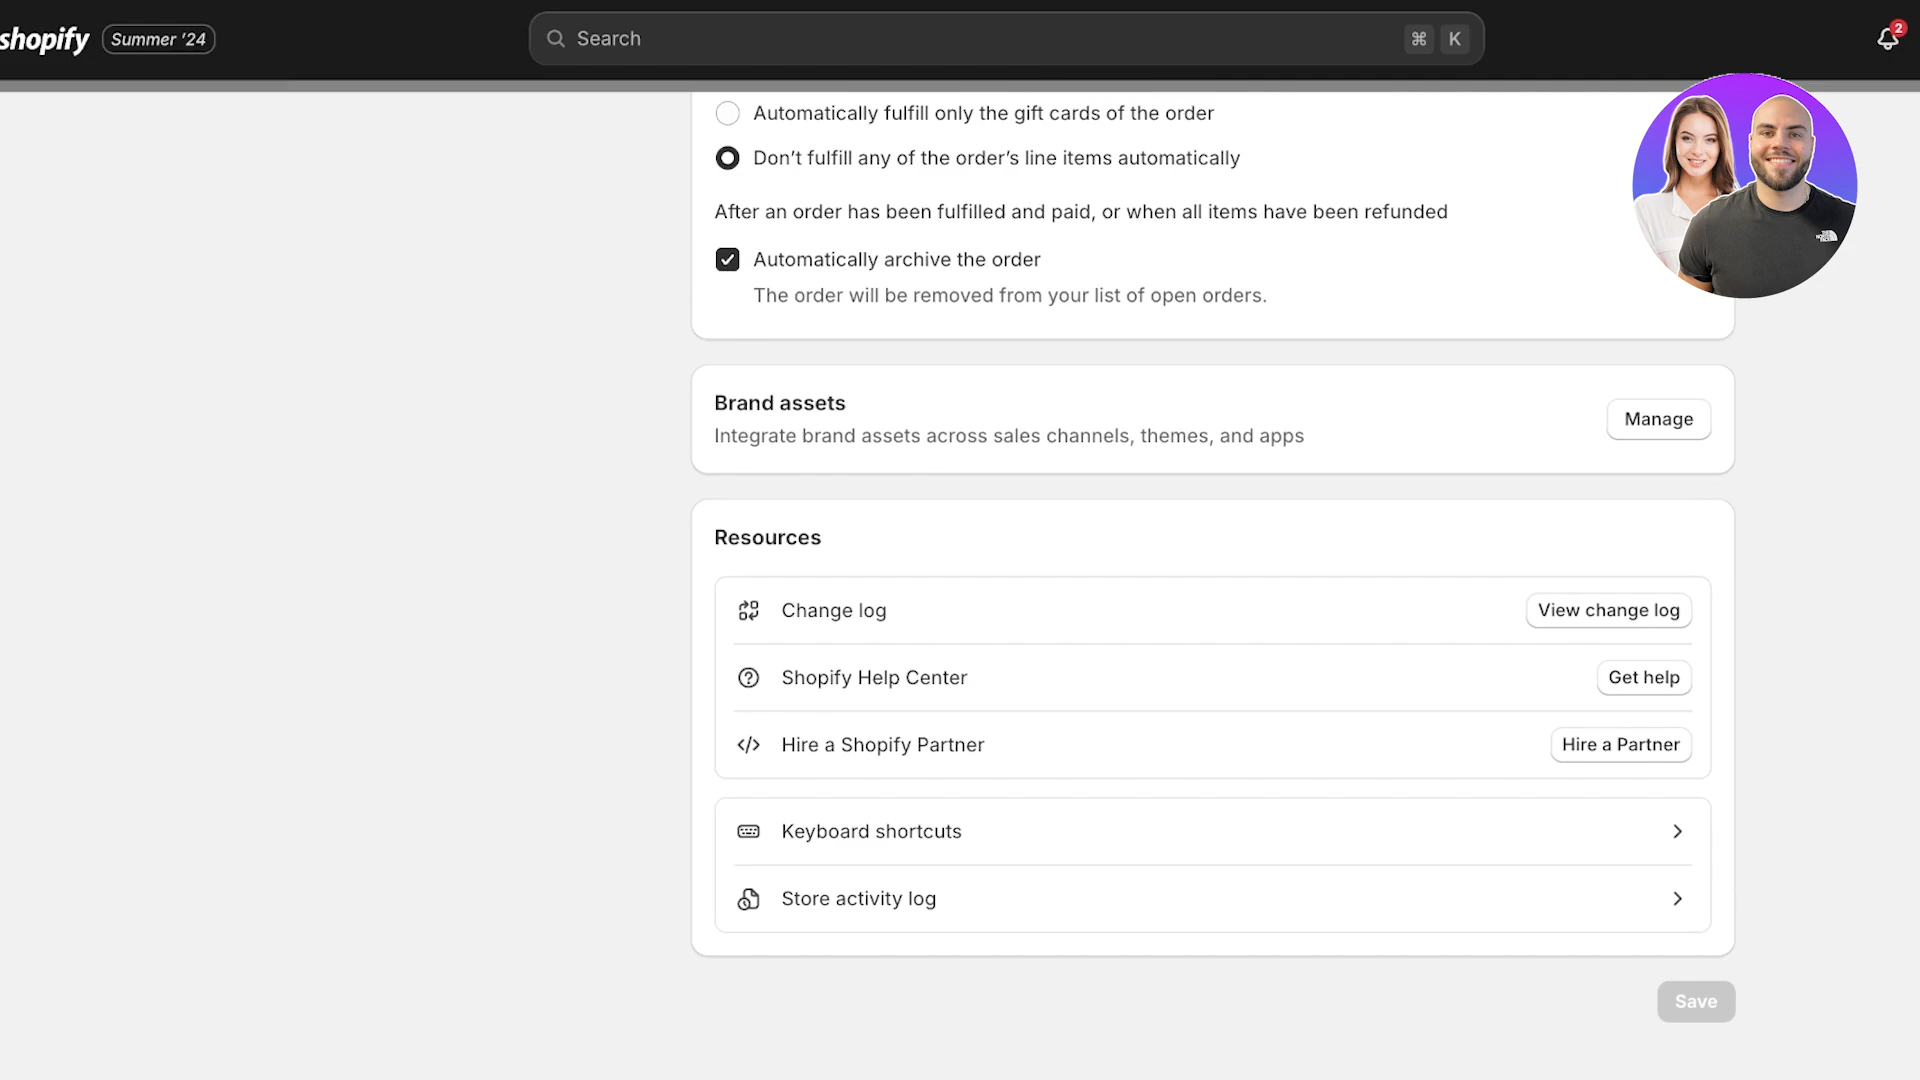 shopify Summer '24
Search ⌘ K
2
Automatically fulfill only the gift cards of the order
Don’t fulfill any of the order’s line items automatically
After an order has been fulfilled and paid, or when all items have been refunded
Automatically archive the order
The order will be removed from your list of open orders.
Brand assets
Integrate brand assets across sales channels, themes, and apps
Manage
Resources
Change log
View change log
Shopify Help Center
Get help
Hire a Shopify Partner
Hire a Partner
Keyboard shortcuts
Store activity log
Save
THE NORTH FACE